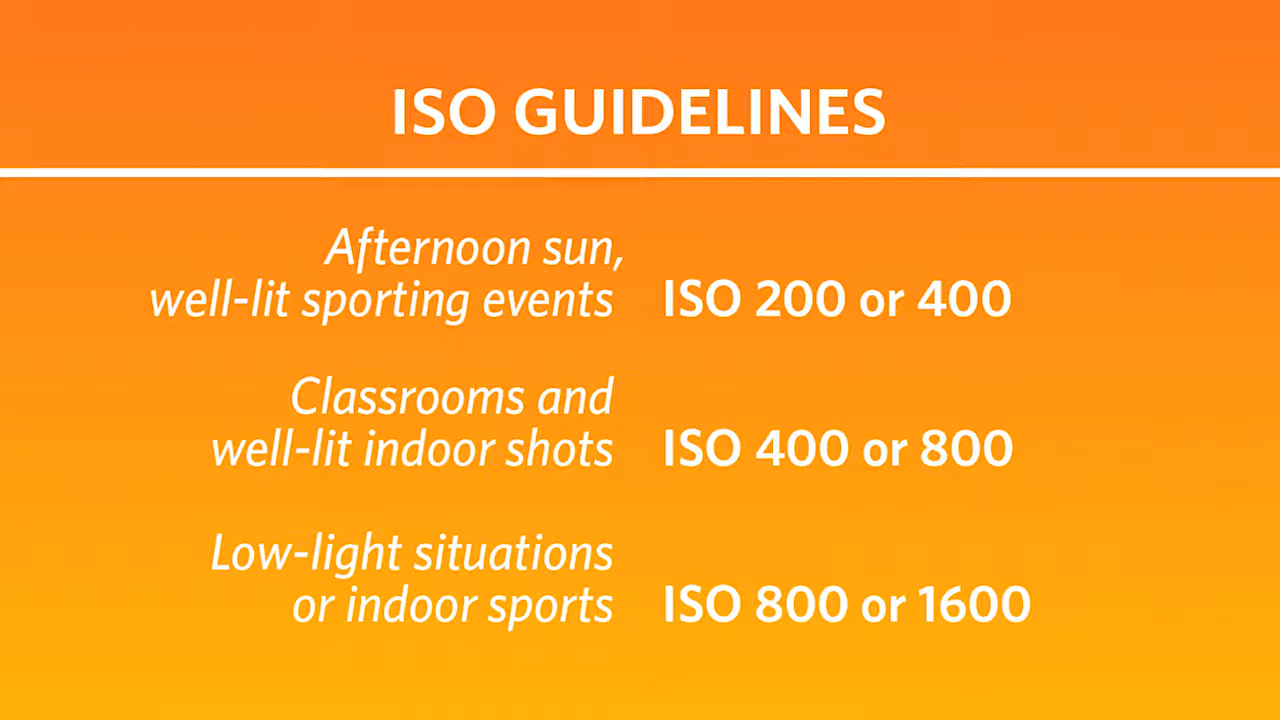 ISO GUIDELINES
Afternoon sun,
well-lit sporting events ISO 200 or 400
Classrooms and
well-lit indoor shots ISO 400 or 800
Low-light situations
or indoor sports ISO 800 or 1600